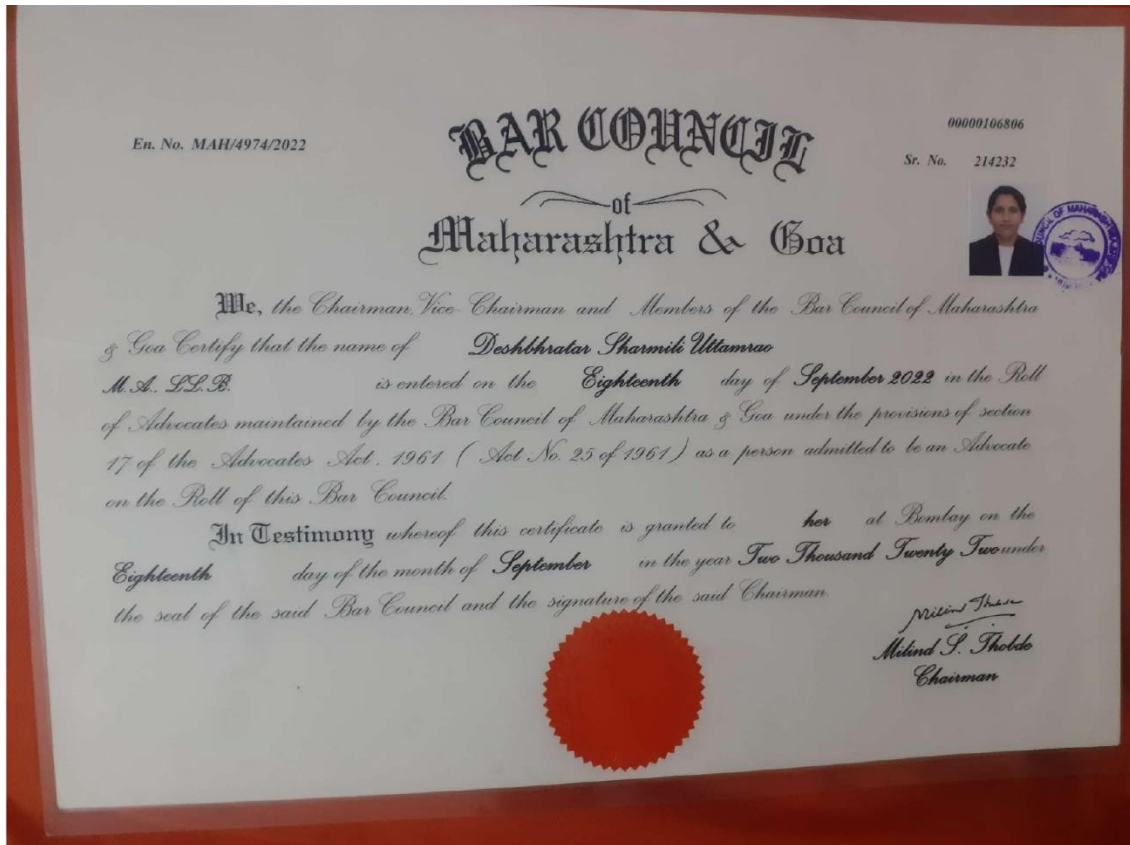 En. No. MAH/4974/2022
00000106806
Sr. No. 214232
BAR COUNCIL
of
Maharashtra & Goa
We, the Chairman, Vice-Chairman and Members of the Bar Council of Maharashtra
& Goa Certify that the name of Deshbhratar Sharmili Uttamrao
M.A., LL.B. is entered on the Eighteenth day of September 2022 in the Roll
of Advocates maintained by the Bar Council of Maharashtra & Goa under the provisions of section
17 of the Advocates Act, 1961 ( Act No. 25 of 1961 ) as a person admitted to be an Advocate
on the Roll of this Bar Council.
In Testimony whereof this certificate is granted to her at Bombay on the
Eighteenth day of the month of September in the year Two Thousand Twenty Two under
the seal of the said Bar Council and the signature of the said Chairman.
Milind S. Thobde
Chairman